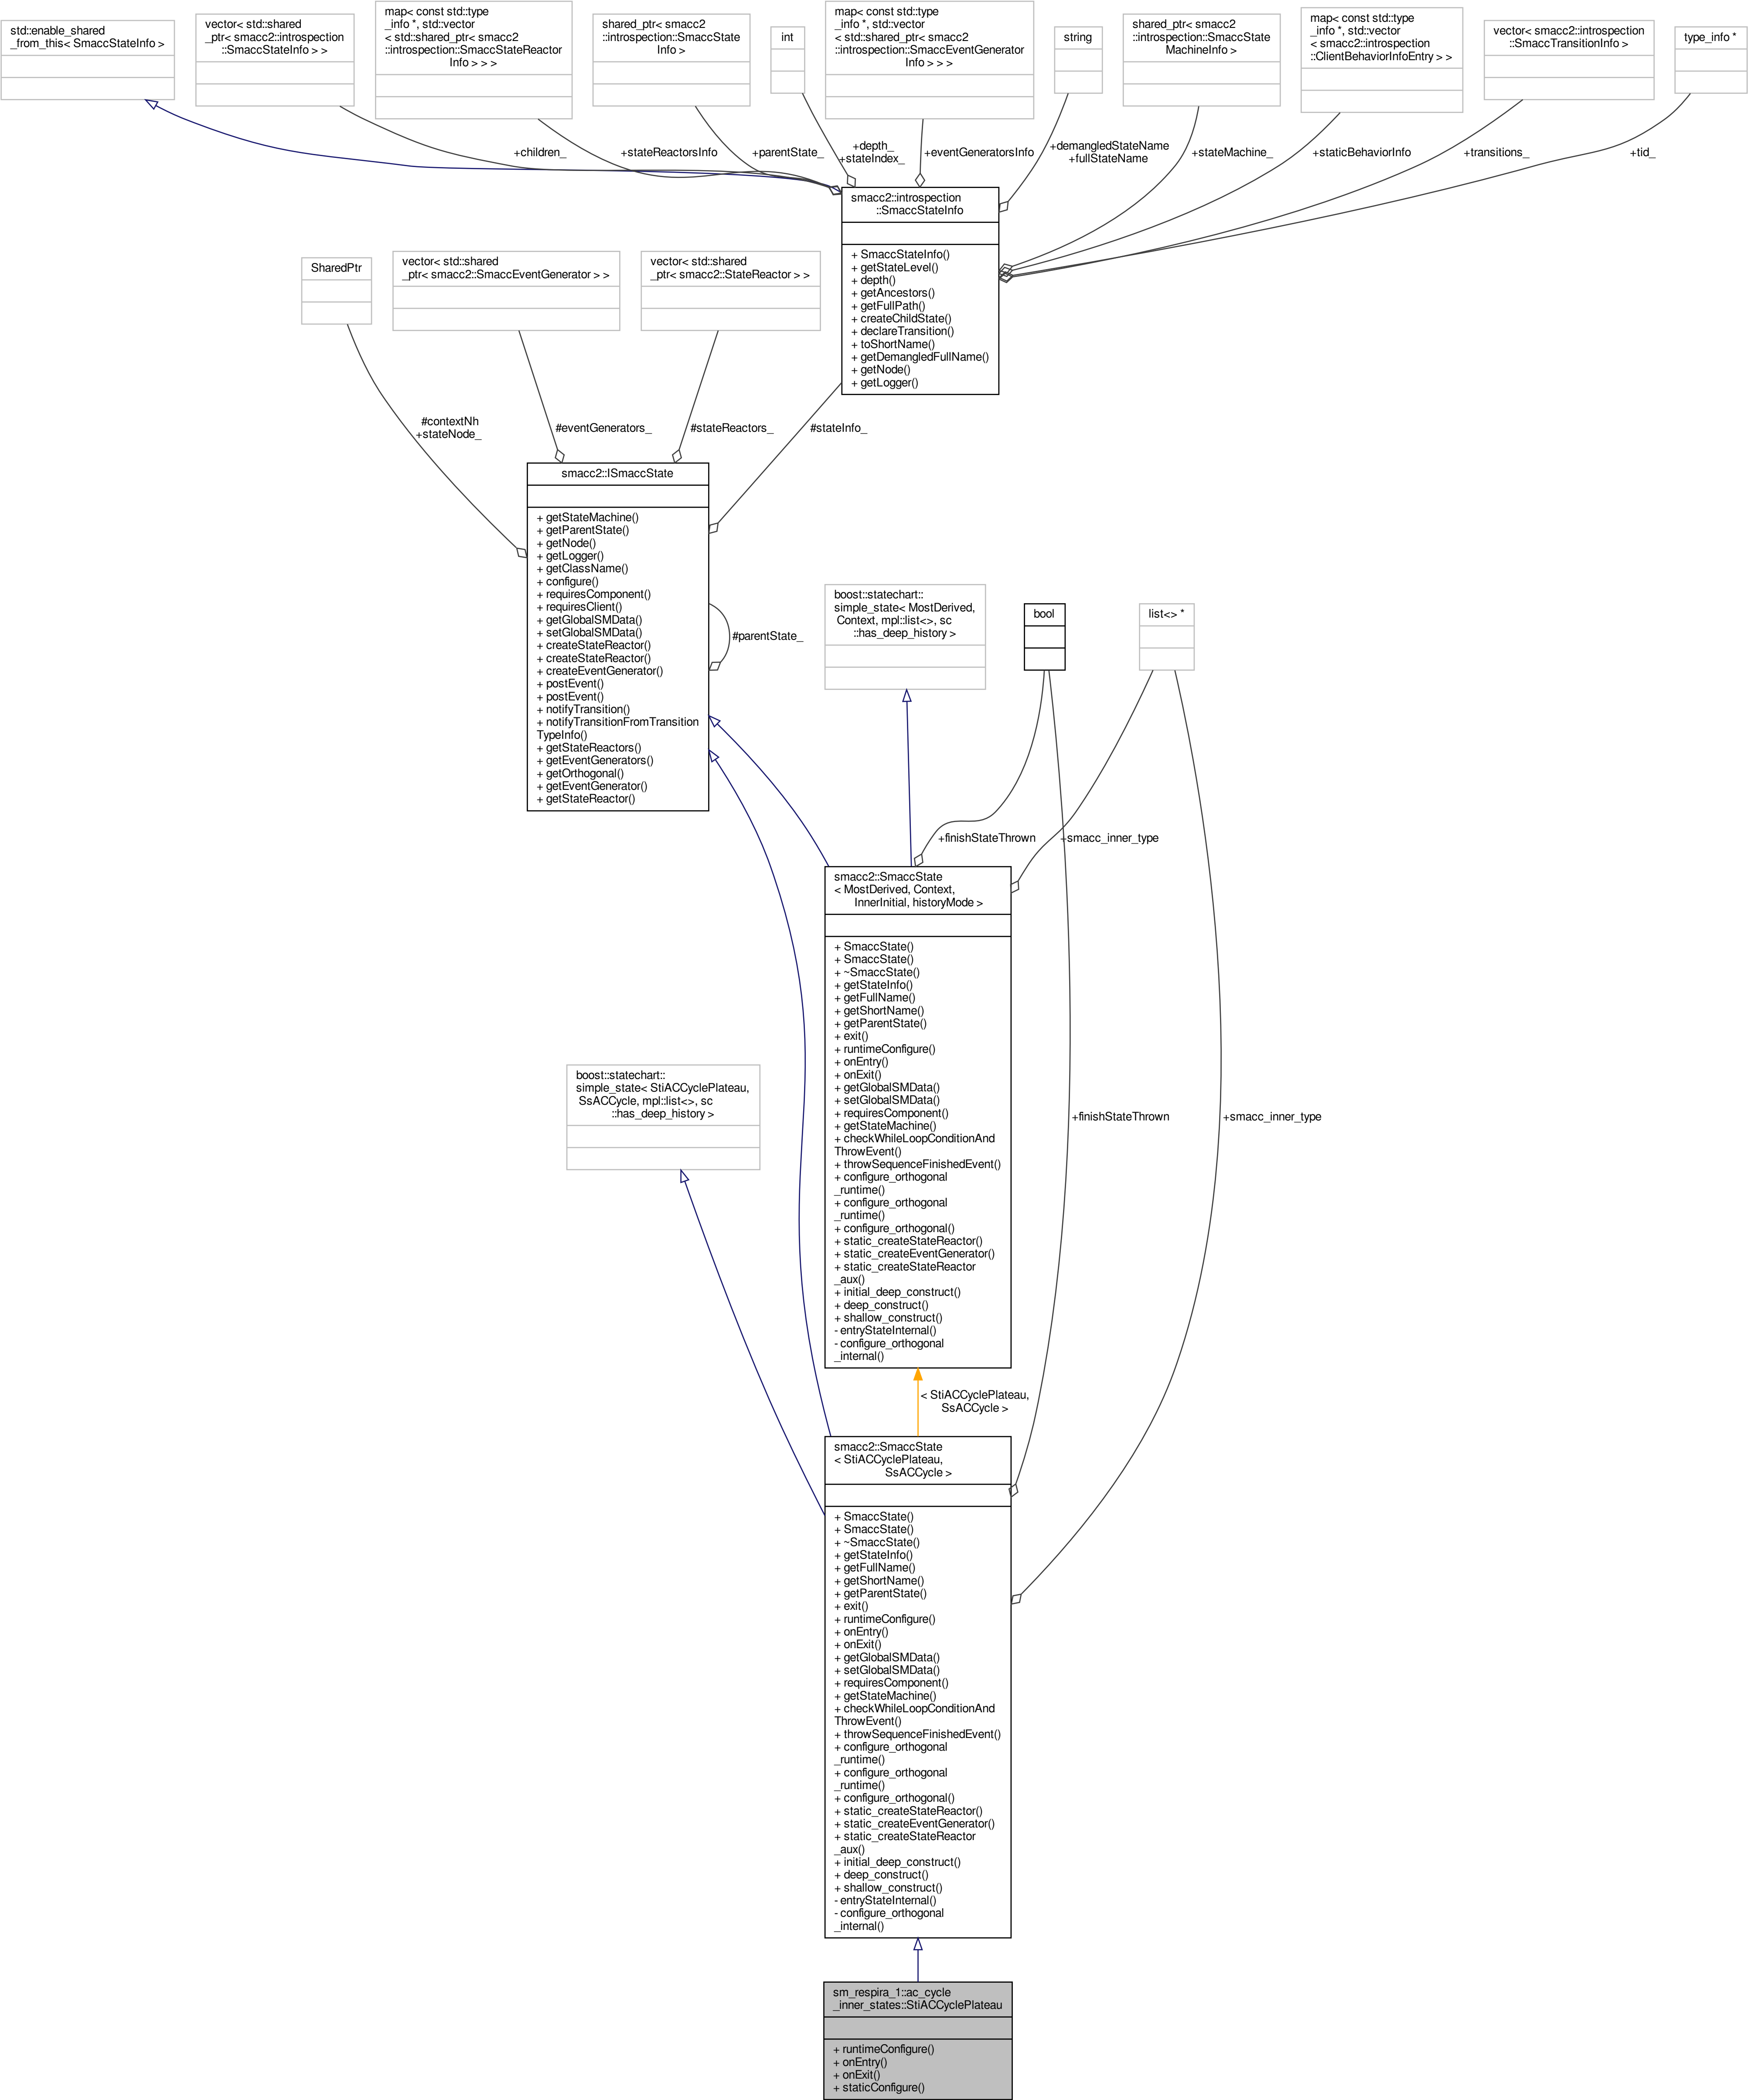 std::enable_shared
_from_this< SmaccStateInfo >
vector< std::shared
_ptr< smacc2::introspection
::SmaccStateInfo > >
map< const std::type
_info *, std::vector
< std::shared_ptr< smacc2
::introspection::SmaccStateReactor
Info > > >
shared_ptr< smacc2
::introspection::SmaccState
Info >
int
map< const std::type
_info *, std::vector
< std::shared_ptr< smacc2
::introspection::SmaccEventGenerator
Info > > >
string
shared_ptr< smacc2
::introspection::SmaccState
MachineInfo >
map< const std::type
_info *, std::vector
< smacc2::introspection
::ClientBehaviorInfoEntry > >
vector< smacc2::introspection
::SmaccTransitionInfo >
type_info *
+children_
+stateReactorsInfo
+parentState_
+depth_
+stateIndex_
+eventGeneratorsInfo
+demangledStateName
+fullStateName
+stateMachine_
+staticBehaviorInfo
+transitions_
+tid_
smacc2::introspection
::SmaccStateInfo
+ SmaccStateInfo()
+ getStateLevel()
+ depth()
+ getAncestors()
+ getFullPath()
+ createChildState()
+ declareTransition()
+ toShortName()
+ getDemangledFullName()
+ getNode()
+ getLogger()
SharedPtr
vector< std::shared
_ptr< smacc2::SmaccEventGenerator > >
vector< std::shared
_ptr< smacc2::StateReactor > >
#contextNh
+stateNode_
#eventGenerators_
#stateReactors_
#stateInfo_
smacc2::ISmaccState
+ getStateMachine()
+ getParentState()
+ getNode()
+ getLogger()
+ getClassName()
+ configure()
+ requiresComponent()
+ requiresClient()
+ getGlobalSMData()
+ setGlobalSMData()
+ createStateReactor()
+ createStateReactor()
+ createEventGenerator()
+ postEvent()
+ postEvent()
+ notifyTransition()
+ notifyTransitionFromTransition
TypeInfo()
+ getStateReactors()
+ getEventGenerators()
+ getOrthogonal()
+ getEventGenerator()
+ getStateReactor()
#parentState_
boost::statechart::
simple_state< MostDerived,
Context, mpl::list<>, sc
::has_deep_history >
bool
list<> *
+finishStateThrown
+smacc_inner_type
smacc2::SmaccState
< MostDerived, Context,
InnerInitial, historyMode >
+ SmaccState()
+ SmaccState()
+ ~SmaccState()
+ getStateInfo()
+ getFullName()
+ getShortName()
+ getParentState()
+ exit()
+ runtimeConfigure()
+ onEntry()
+ onExit()
+ getGlobalSMData()
+ setGlobalSMData()
+ requiresComponent()
+ getStateMachine()
+ checkWhileLoopConditionAnd
ThrowEvent()
+ throwSequenceFinishedEvent()
+ configure_orthogonal
_runtime()
+ configure_orthogonal
_runtime()
+ configure_orthogonal()
+ static_createStateReactor()
+ static_createEventGenerator()
+ static_createStateReactor
_aux()
+ initial_deep_construct()
+ deep_construct()
+ shallow_construct()
- entryStateInternal()
- configure_orthogonal
_internal()
boost::statechart::
simple_state< StiACCyclePlateau,
SsACCycle, mpl::list<>, sc
::has_deep_history >
+finishStateThrown
+smacc_inner_type
< StiACCyclePlateau,
SsACCycle >
smacc2::SmaccState
< StiACCyclePlateau,
SsACCycle >
+ SmaccState()
+ SmaccState()
+ ~SmaccState()
+ getStateInfo()
+ getFullName()
+ getShortName()
+ getParentState()
+ exit()
+ runtimeConfigure()
+ onEntry()
+ onExit()
+ getGlobalSMData()
+ setGlobalSMData()
+ requiresComponent()
+ getStateMachine()
+ checkWhileLoopConditionAnd
ThrowEvent()
+ throwSequenceFinishedEvent()
+ configure_orthogonal
_runtime()
+ configure_orthogonal
_runtime()
+ configure_orthogonal()
+ static_createStateReactor()
+ static_createEventGenerator()
+ static_createStateReactor
_aux()
+ initial_deep_construct()
+ deep_construct()
+ shallow_construct()
- entryStateInternal()
- configure_orthogonal
_internal()
sm_respira_1::ac_cycle
_inner_states::StiACCyclePlateau
+ runtimeConfigure()
+ onEntry()
+ onExit()
+ staticConfigure()